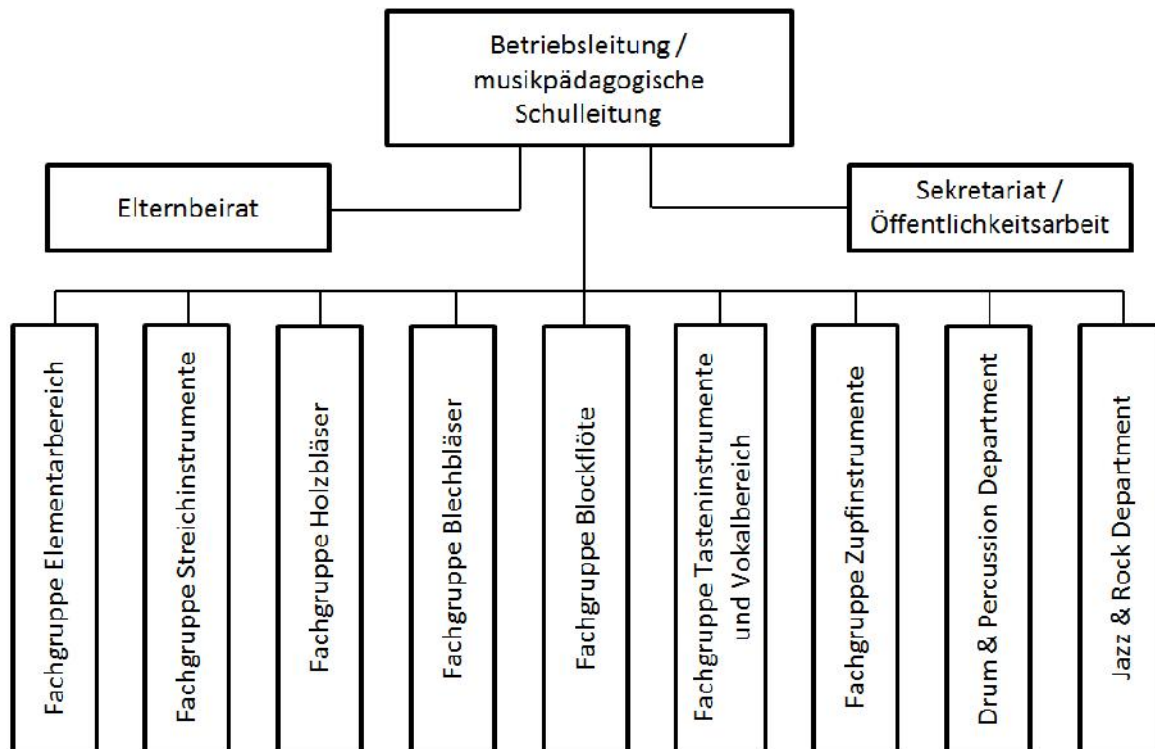 Betriebsleitung /
musikpädagogische
Schulleitung
Elternbeirat
Sekretariat /
Öffentlichkeitsarbeit
Fachgruppe Elementarbereich
Fachgruppe Streichinstrumente
Fachgruppe Holzbläser
Fachgruppe Blechbläser
Fachgruppe Blockflöte
Fachgruppe Tasteninstrumente
und Vokalbereich
Fachgruppe Zupfinstrumente
Drum & Percussion Department
Jazz & Rock Department